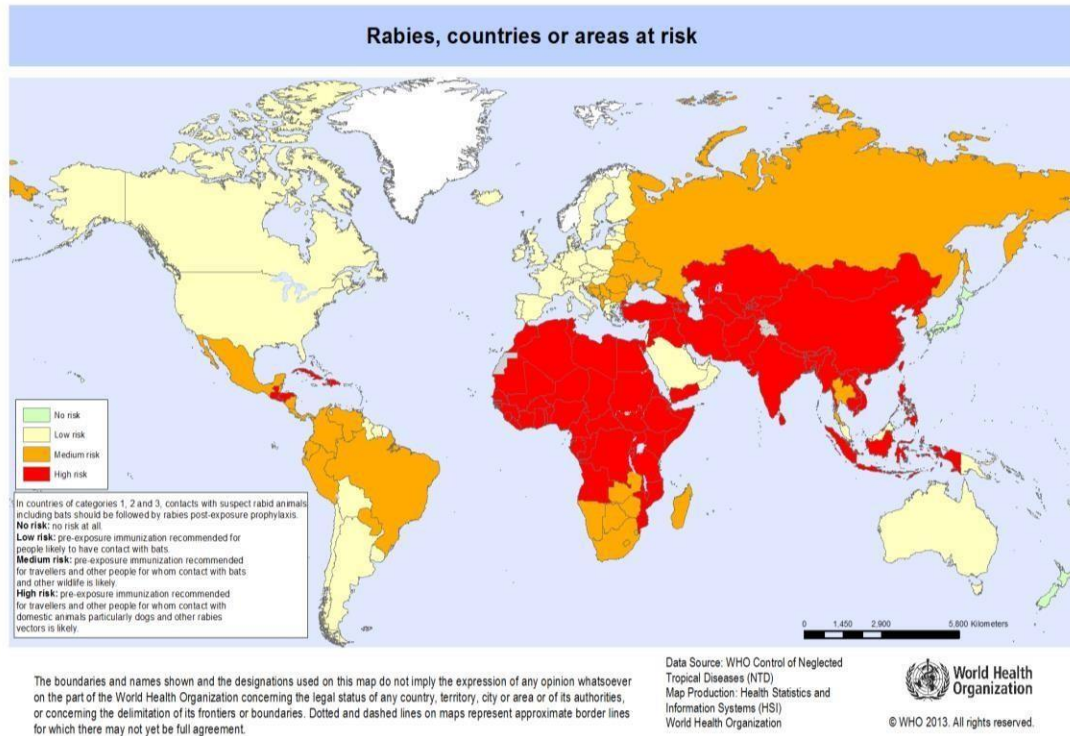 Rabies, countries or areas at risk
No risk
Low risk
Medium risk
High risk
In countries of categories 1, 2 and 3, contacts with suspect rabid animals
including bats should be followed by rabies post-exposure prophylaxis.
No risk: no risk at all.
Low risk: pre-exposure immunization recommended for
people likely to have contact with bats.
Medium risk: pre-exposure immunization recommended
for travellers and other people for whom contact with bats
and other wildlife is likely.
High risk: pre-exposure immunization recommended
for travellers and other people for whom contact with
domestic animals particularly dogs and other rabies
vectors is likely.
0 1,450 2,900 5,800 Kilometers
The boundaries and names shown and the designations used on this map do not imply the expression of any opinion whatsoever
on the part of the World Health Organization concerning the legal status of any country, territory, city or area or of its authorities,
or concerning the delimitation of its frontiers or boundaries. Dotted and dashed lines on maps represent approximate border lines
for which there may not yet be full agreement.
Data Source: WHO Control of Neglected
Tropical Diseases (NTD)
Map Production: Health Statistics and
Information Systems (HSI)
World Health Organization
World Health
Organization
© WHO 2013. All rights reserved.